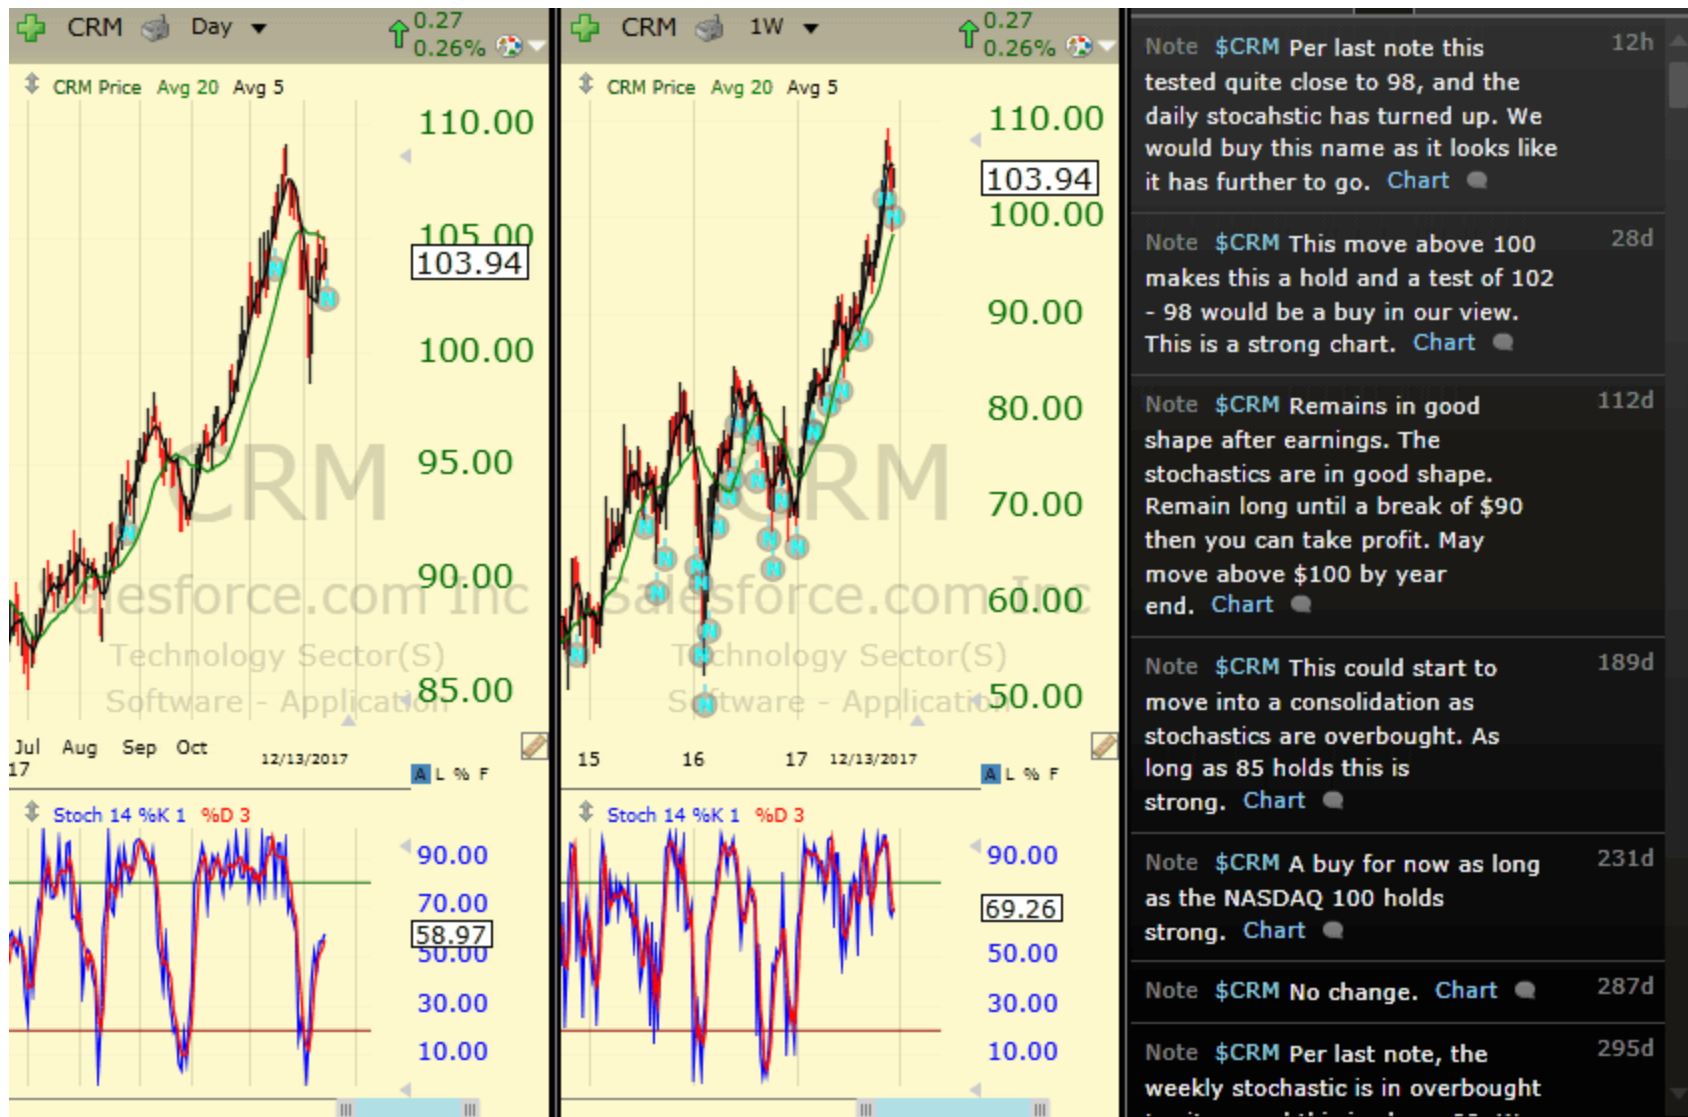 CRM Day 0.27
0.26%
CRM Price Avg 20 Avg 5
110.00
105.00
103.94
100.00
95.00
90.00
85.00
CRM
Salesforce.com Inc
Technology Sector(S)
Software - Application
Jul Aug Sep Oct
17 12/13/2017
A L % F
Stoch 14 %K 1 %D 3
90.00
70.00
58.97
50.00
30.00
10.00
CRM 1W 0.27
0.26%
CRM Price Avg 20 Avg 5
110.00
103.94
100.00
90.00
80.00
70.00
60.00
50.00
CRM
Salesforce.com Inc
Technology Sector(S)
Software - Application
15 16 17 12/13/2017
A L % F
Stoch 14 %K 1 %D 3
90.00
69.26
50.00
30.00
10.00
Note $CRM Per last note this 12h
tested quite close to 98, and the
daily stocahstic has turned up. We
would buy this name as it looks like
it has further to go. Chart
Note $CRM This move above 100 28d
makes this a hold and a test of 102
- 98 would be a buy in our view.
This is a strong chart. Chart
Note $CRM Remains in good 112d
shape after earnings. The
stochastics are in good shape.
Remain long until a break of $90
then you can take profit. May
move above $100 by year
end. Chart
Note $CRM This could start to 189d
move into a consolidation as
stochastics are overbought. As
long as 85 holds this is
strong. Chart
Note $CRM A buy for now as long 231d
as the NASDAQ 100 holds
strong. Chart
Note $CRM No change. Chart 287d
Note $CRM Per last note, the 295d
weekly stochastic is in overbought